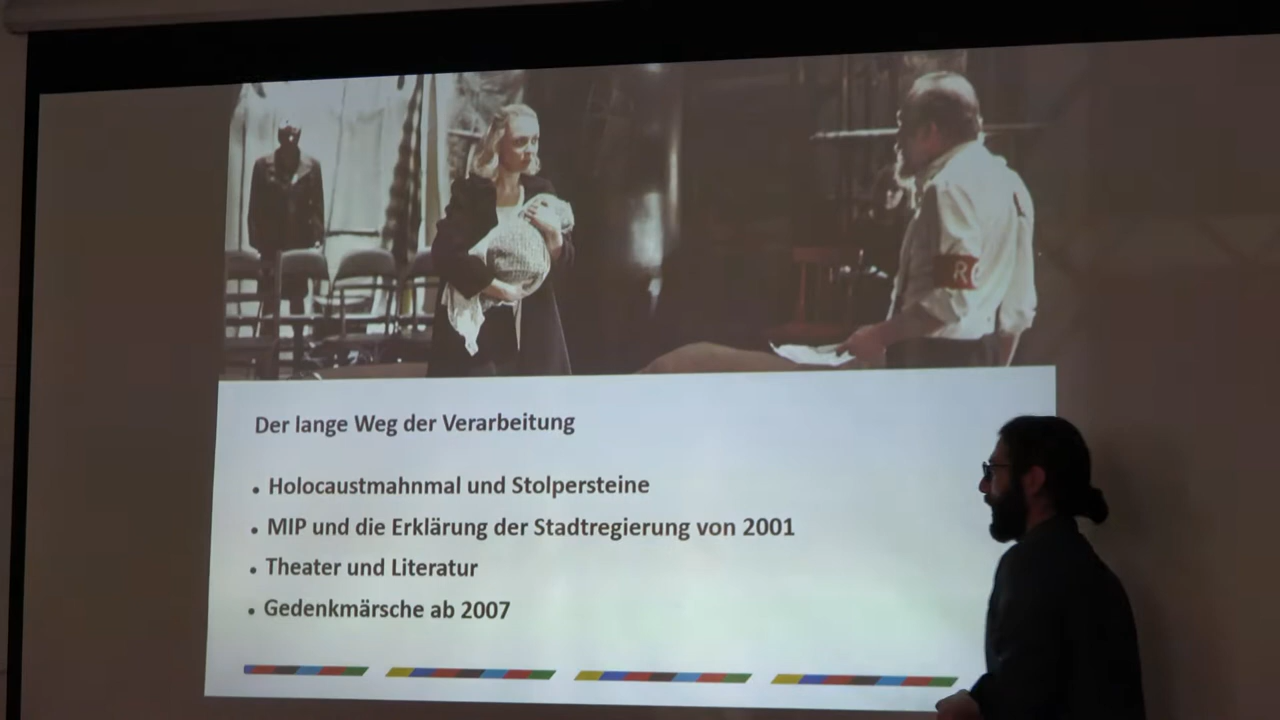 Der lange Weg der Verarbeitung
• Holocaustmahnmal und Stolpersteine
• MIP und die Erklärung der Stadtregierung von 2001
• Theater und Literatur
• Gedenkmärsche ab 2007